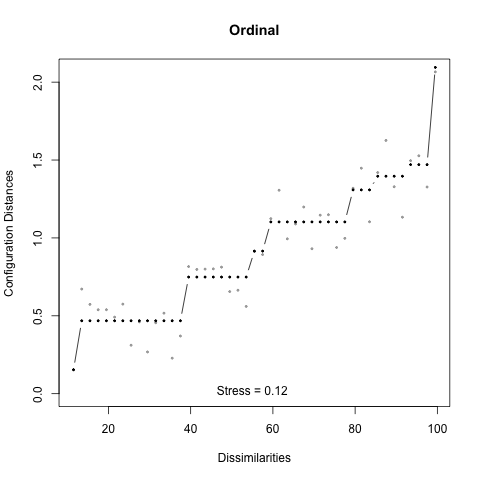 Ordinal
Configuration Distances
2.0
1.5
1.0
0.5
0.0
Stress = 0.12
20 40 60 80 100
Dissimilarities